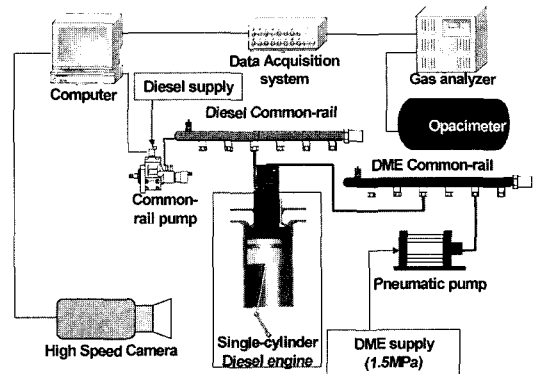 Data Acquisition
system
Gas analyzer
Computer
Diesel supply
Diesel Common-rail
Opacimeter
DME Common-rail
Common-
rail pump
Pneumatic pump
High Speed Camera
Single-cylinder
Diesel engine
DME supply
(1.5MPa)